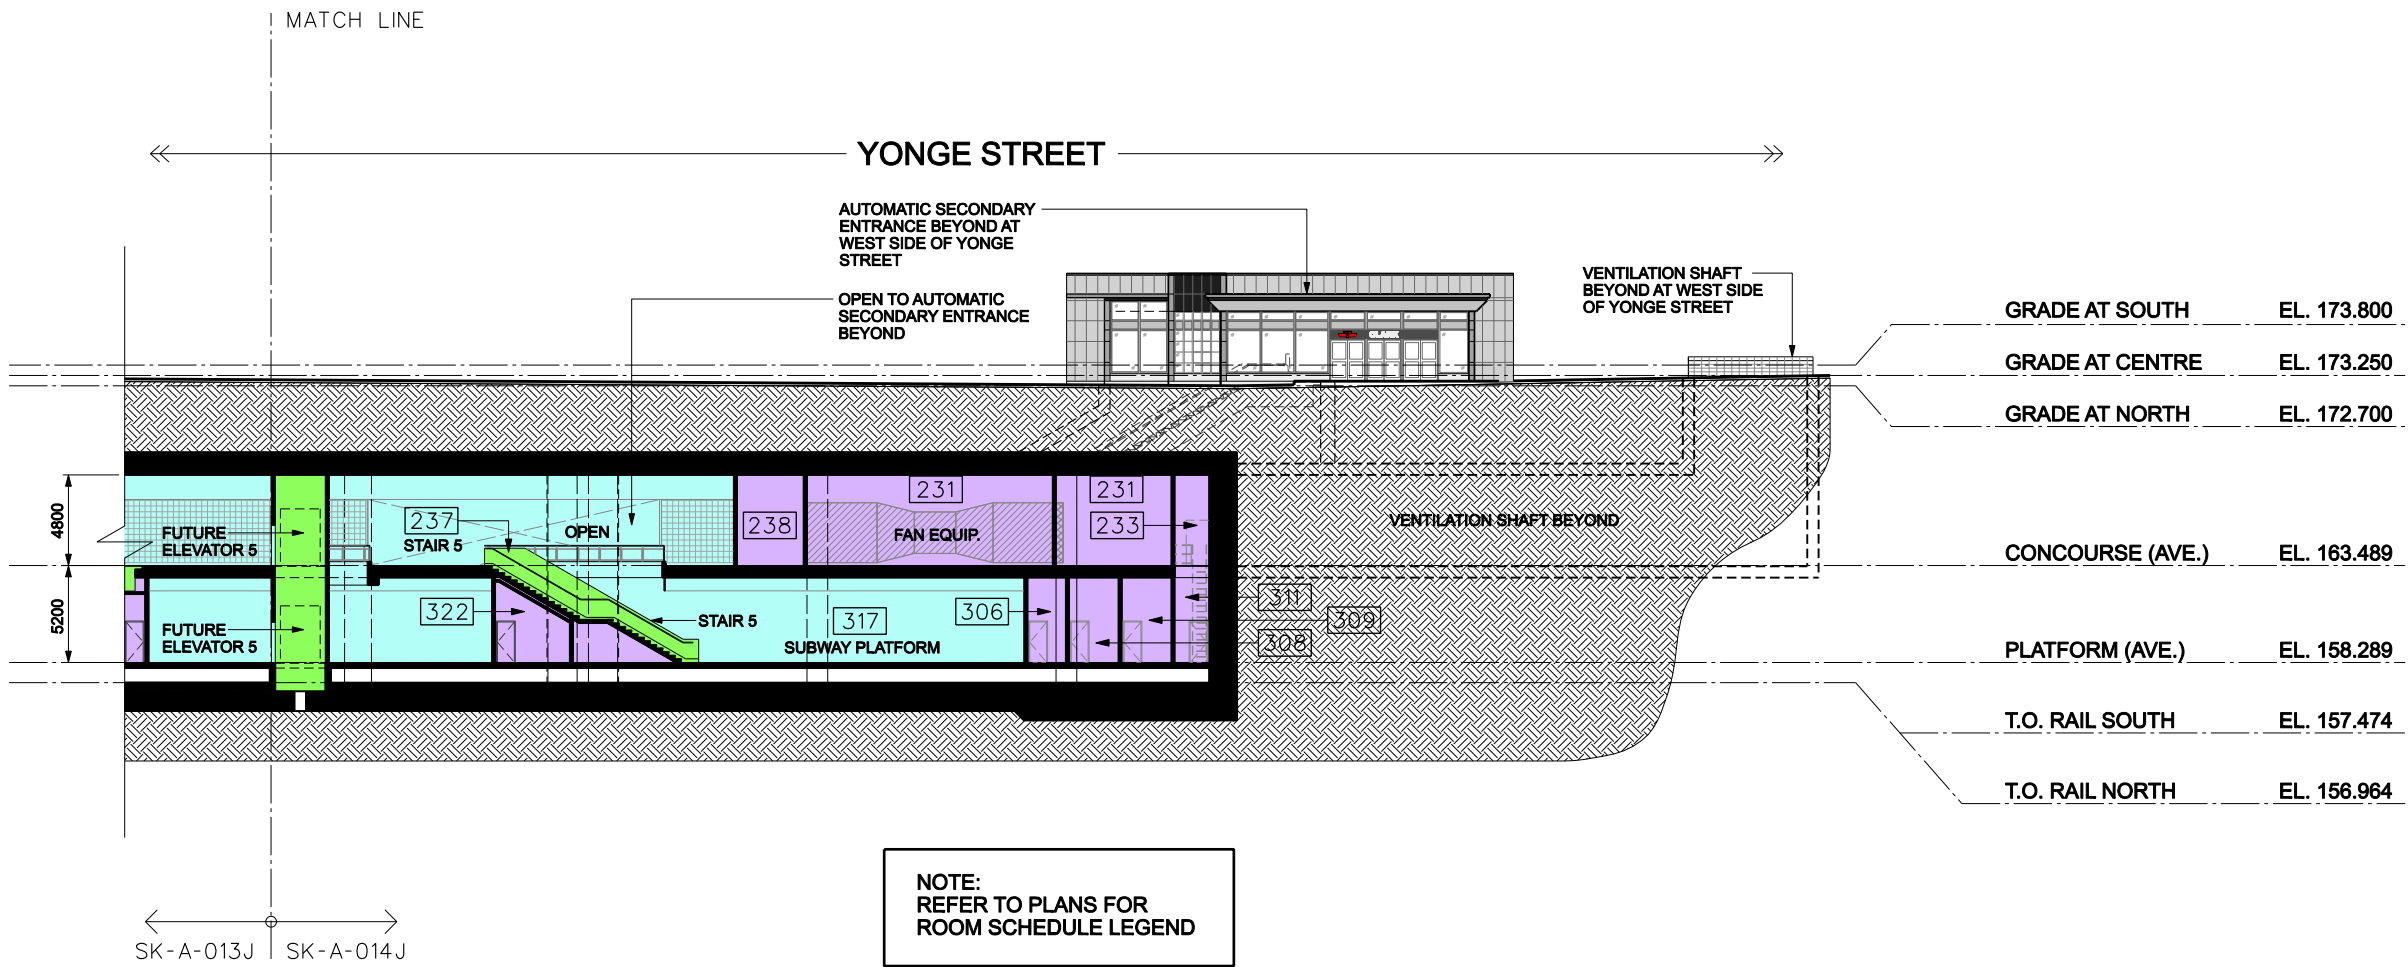 MATCH LINE
YONGE STREET
AUTOMATIC SECONDARY
ENTRANCE BEYOND AT
WEST SIDE OF YONGE
STREET
OPEN TO AUTOMATIC
SECONDARY ENTRANCE
BEYOND
VENTILATION SHAFT
BEYOND AT WEST SIDE
OF YONGE STREET
GRADE AT SOUTH EL. 173.800
GRADE AT CENTRE EL. 173.250
GRADE AT NORTH EL. 172.700
4800
FUTURE
ELEVATOR 5
237
STAIR 5
OPEN
238
231
FAN EQUIP.
231
233
VENTILATION SHAFT BEYOND
CONCOURSE (AVE.) EL. 163.489
5200
FUTURE
ELEVATOR 5
322
STAIR 5
317
SUBWAY PLATFORM
306
311
309
308
PLATFORM (AVE.) EL. 158.289
T.O. RAIL SOUTH EL. 157.474
T.O. RAIL NORTH EL. 156.964
NOTE:
REFER TO PLANS FOR
ROOM SCHEDULE LEGEND
SK-A-013J SK-A-014J